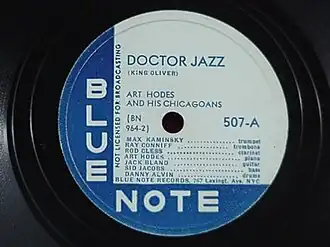 DOCTOR JAZZ
(KING OLIVER)
ART HODES
AND HIS CHICAGOANS
(BN
964-2)
507-A
MAX KAMINSKY ... trumpet
RAY CONNIFF ... trombone
ROD CLESS ... clarinet
ART HODES ... piano
JACK BLAND ... guitar
SID JACOBS ... bass
DANNY ALVIN ... drums
BLUE NOTE RECORDS, 767 Lexingt. Ave. NYC
BLUE
NOT LICENSED FOR BROADCASTING
NOTE